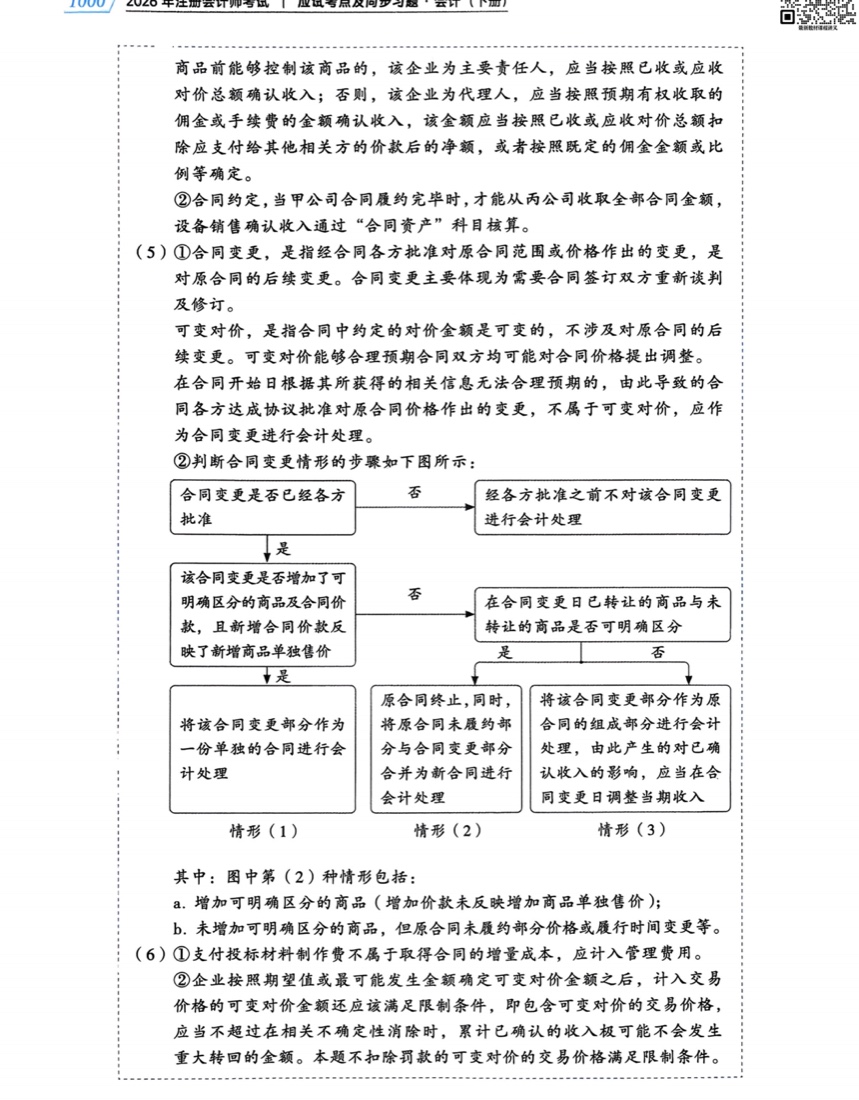 1000 2026 年注册会计师考试 | 应试考点及同步习题·会计(下册)
商品前能够控制该商品的，该企业为主要责任人，应当按照已收或应收
对价总额确认收入；否则，该企业为代理人，应当按照预期有权收取的
佣金或手续费的金额确认收入，该金额应当按照已收或应收对价总额扣
除应支付给其他相关方的价款后的净额，或者按照既定的佣金金额或比
例等确定。
②合同约定，当甲公司合同履约完毕时，才能从丙公司收取全部合同金额，
设备销售确认收入通过“合同资产”科目核算。
（5）①合同变更，是指经合同各方批准对原合同范围或价格作出的变更，是
对原合同的后续变更。合同变更主要体现为需要合同签订双方重新谈判
及修订。
可变对价，是指合同中约定的对价金额是可变的，不涉及对原合同的后
续变更。可变对价能够合理预期合同双方均可能对合同价格提出调整。
在合同开始日根据其所获得的相关信息无法合理预期的，由此导致的合
同各方达成协议批准对原合同价格作出的变更，不属于可变对价，应作
为合同变更进行会计处理。
②判断合同变更情形的步骤如下图所示：
合同变更是否已经各方
批准
否
经各方批准之前不对该合同变更
进行会计处理
是
该合同变更是否增加了可
明确区分的商品及合同价
款，且新增合同价款反
映了新增商品单独售价
否
在合同变更日已转让的商品与未
转让的商品是否可明确区分
是
是
否
将该合同变更部分作为
一份单独的合同进行会
计处理
原合同终止，同时，
将原合同未履约部
分与合同变更部分
合并为新合同进行
会计处理
将该合同变更部分作为原
合同的组成部分进行会计
处理，由此产生的对已确
认收入的影响，应当在合
同变更日调整当期收入
情形（1）
情形（2）
情形（3）
其中：图中第（2）种情形包括：
a. 增加可明确区分的商品（增加价款未反映增加商品单独售价）；
b. 未增加可明确区分的商品，但原合同未履约部分价格或履行时间变更等。
（6）①支付投标材料制作费不属于取得合同的增量成本，应计入管理费用。
②企业按照期望值或最可能发生金额确定可变对价金额之后，计入交易
价格的可变对价金额还应该满足限制条件，即包含可变对价的交易价格，
应当不超过在相关不确定性消除时，累计已确认的收入极可能不会发生
重大转回的金额。本题不扣除罚款的可变对价的交易价格满足限制条件。